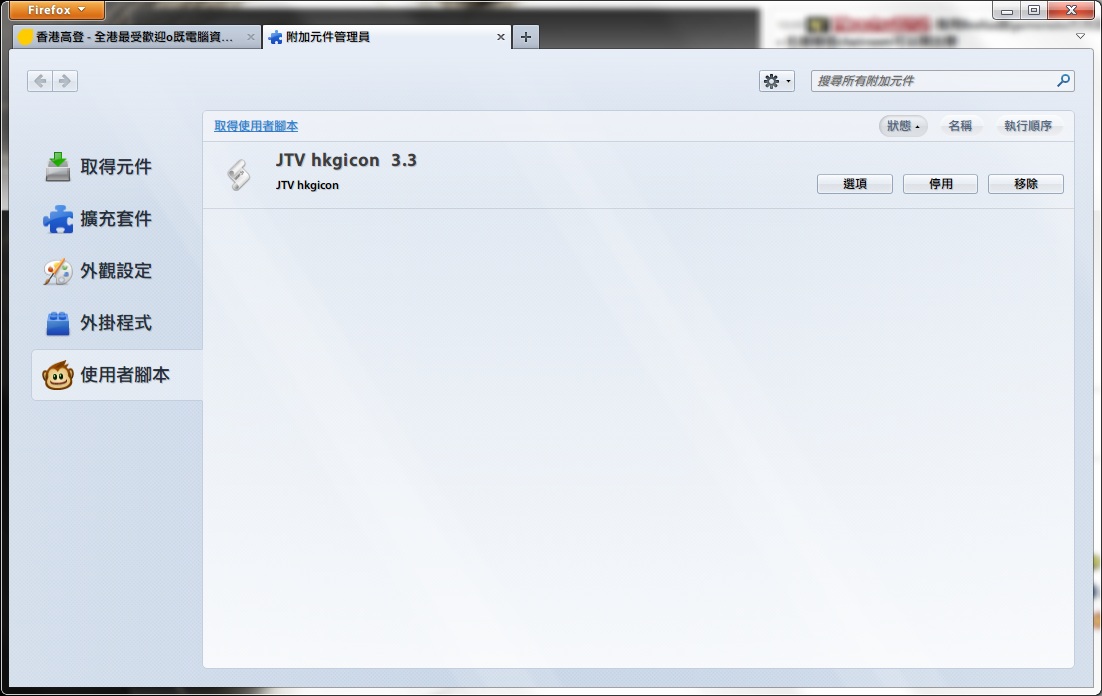 Firefox
香港高登 - 全港最受歡迎o既電腦資...
附加元件管理員
搜尋所有附加元件
取得使用者腳本
狀態
名稱
執行順序
取得元件
擴充套件
外觀設定
外掛程式
使用者腳本
JTV hkgicon 3.3
JTV hkgicon
選項
停用
移除